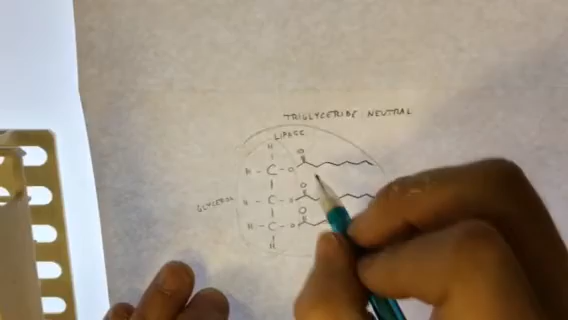 TRIGLYCERIDE NEUTRAL
LIPASE
H
O
H-C-O
O
GLYCEROL H-C-O
O
H-C-O
H